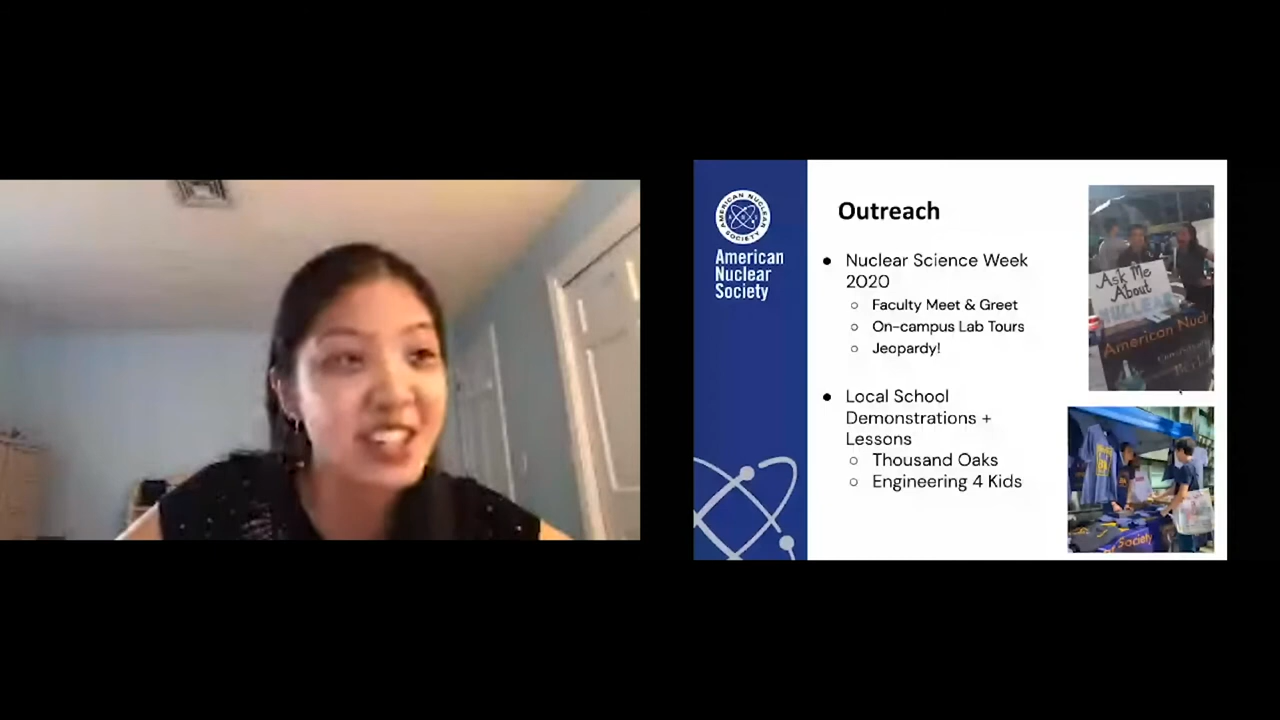 AMERICAN NUCLEAR SOCIETY
American
Nuclear
Society
Outreach
● Nuclear Science Week
2020
○ Faculty Meet & Greet
○ On-campus Lab Tours
○ Jeopardy!
● Local School
Demonstrations +
Lessons
○ Thousand Oaks
○ Engineering 4 Kids
Ask Me
About
NUCLEAR
American Nucl
Society